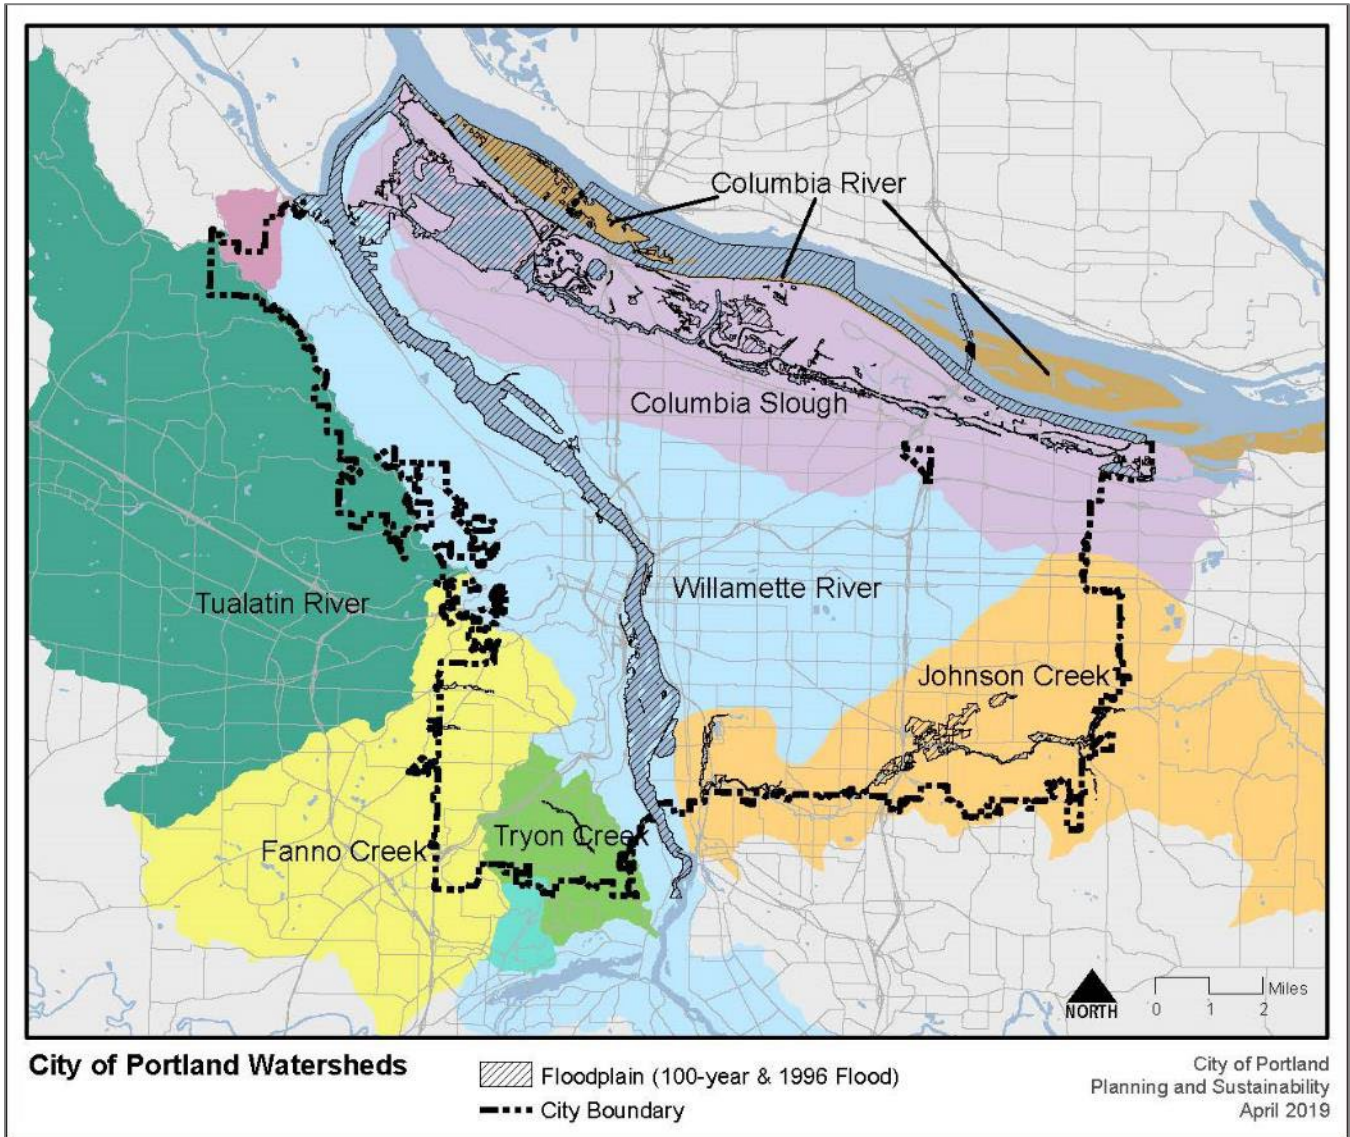 Columbia River
Columbia Slough
Tualatin River
Willamette River
Johnson Creek
Fanno Creek
Tryon Creek
NORTH
0 1 2 Miles
City of Portland Watersheds
Floodplain (100-year & 1996 Flood)
City Boundary
City of Portland
Planning and Sustainability
April 2019